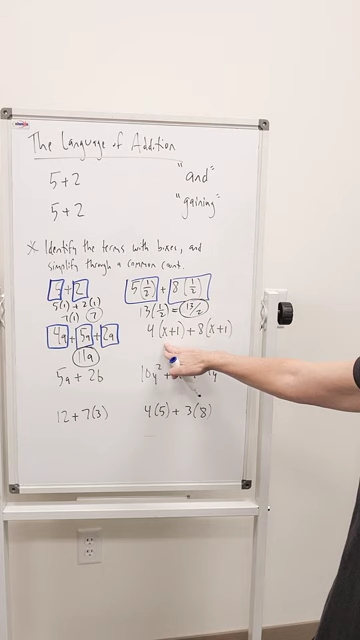 The Language of Addition
5+2 "and"
5+2 "gaining"
* Identify the terms with boxes, and
simplify through a common count.
+ 2
5(1/2) + 8(1/2)
5(1) + 2(1)
7(1) 7
13(1/2) = 13/2
4a + 5a + 2a
11a
4(x+1) + 8(x+1)
5a + 2b
10y² +
12 + 7(3)
4(5) + 3(8)